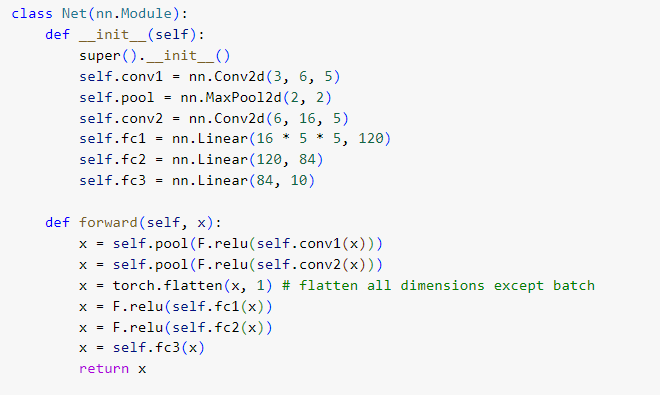 class Net(nn.Module):
    def __init__(self):
        super().__init__()
        self.conv1 = nn.Conv2d(3, 6, 5)
        self.pool = nn.MaxPool2d(2, 2)
        self.conv2 = nn.Conv2d(6, 16, 5)
        self.fc1 = nn.Linear(16 * 5 * 5, 120)
        self.fc2 = nn.Linear(120, 84)
        self.fc3 = nn.Linear(84, 10)

    def forward(self, x):
        x = self.pool(F.relu(self.conv1(x)))
        x = self.pool(F.relu(self.conv2(x)))
        x = torch.flatten(x, 1) # flatten all dimensions except batch
        x = F.relu(self.fc1(x))
        x = F.relu(self.fc2(x))
        x = self.fc3(x)
        return x